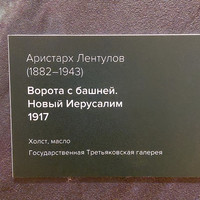 Аристарх Лентулов
(1882–1943)
Ворота с башней.
Новый Иерусалим
1917
Холст, масло
Государственная Третьяковская галерея